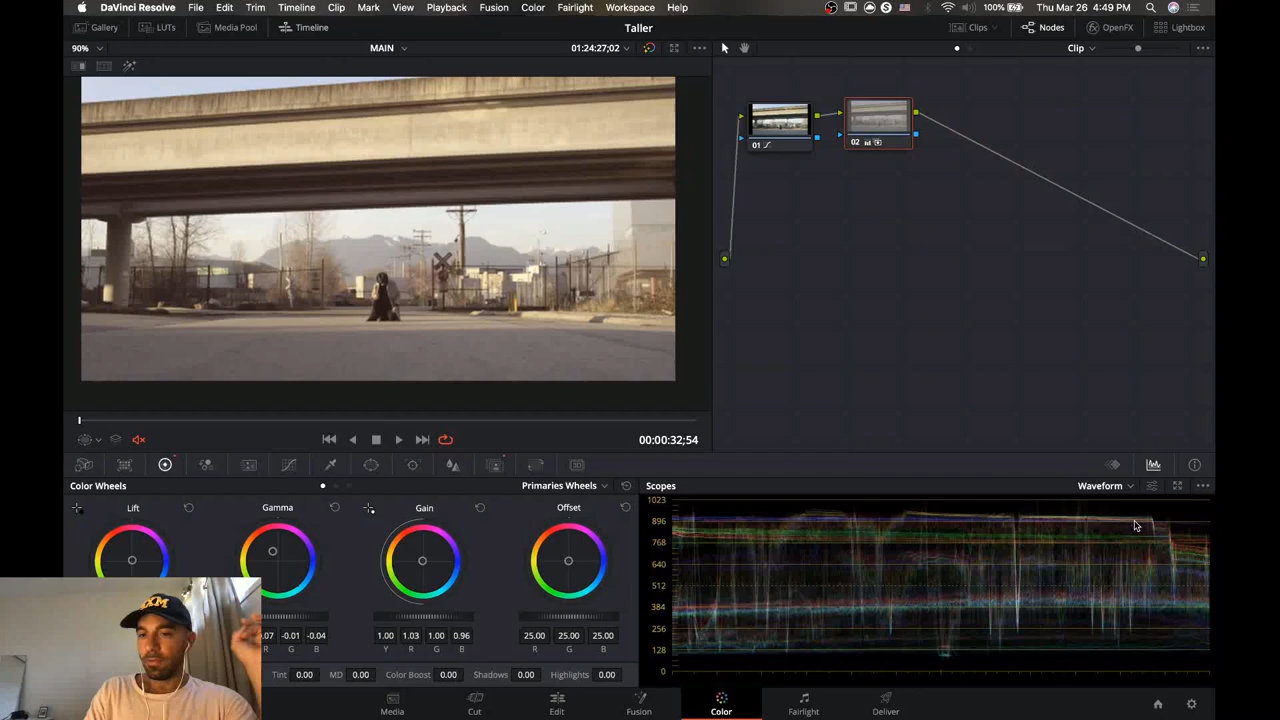 DaVinci Resolve File Edit Trim Timeline Clip Mark View Playback Fusion Color Fairlight Workspace Help 100% Thu Mar 26 4:49 PM
Gallery LUTs Media Pool Timeline Taller Clips Nodes OpenFX Lightbox
90% MAIN 01:24:27;02 Clip
01 02
00:00:32;54
Color Wheels Primaries Wheels Scopes Waveform
Lift Gamma Gain Offset
1023
896
768
640
512
384
256
128
0
-0.01 -0.04 1.00 1.03 1.00 0.96 25.00 25.00 25.00
R G B Y R G B R G B
Tint 0.00 MD 0.00 Color Boost 0.00 Shadows 0.00 Highlights 0.00
Media Cut Edit Fusion Color Fairlight Deliver